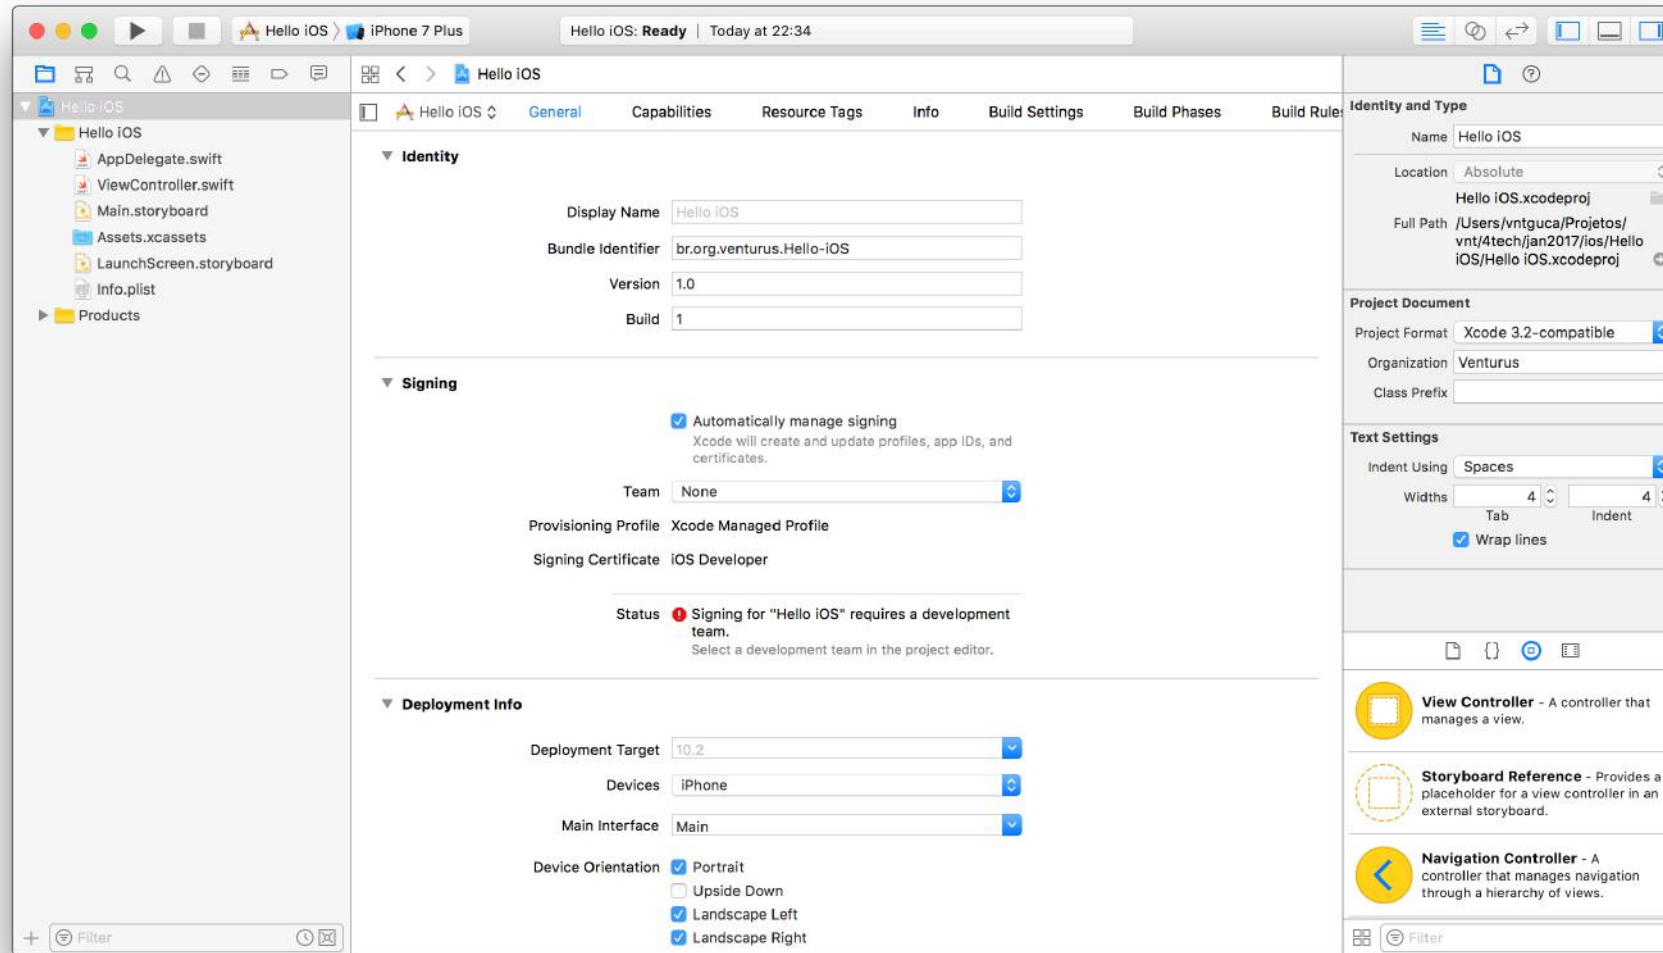 Hello iOS iPhone 7 Plus
Hello iOS: Ready | Today at 22:34
Hello iOS
Hello iOS
Hello iOS
AppDelegate.swift
ViewController.swift
Main.storyboard
Assets.xcassets
LaunchScreen.storyboard
Info.plist
Products
Filter
Hello iOS General Capabilities Resource Tags Info Build Settings Build Phases Build Rule
Identity
Display Name Hello iOS
Bundle Identifier br.org.venturus.Hello-iOS
Version 1.0
Build 1
Signing
Automatically manage signing
Xcode will create and update profiles, app IDs, and
certificates.
Team None
Provisioning Profile Xcode Managed Profile
Signing Certificate iOS Developer
Status Signing for "Hello iOS" requires a development
team.
Select a development team in the project editor.
Deployment Info
Deployment Target 10.2
Devices iPhone
Main Interface Main
Device Orientation Portrait
Upside Down
Landscape Left
Landscape Right
Identity and Type
Name Hello iOS
Location Absolute
Hello iOS.xcodeproj
Full Path /Users/vntguca/Projetos/
vnt/4tech/jan2017/ios/Hello
iOS/Hello iOS.xcodeproj
Project Document
Project Format Xcode 3.2-compatible
Organization Venturus
Class Prefix
Text Settings
Indent Using Spaces
Widths 4 4
Tab Indent
Wrap lines
{}
View Controller - A controller that
manages a view.
Storyboard Reference - Provides a
placeholder for a view controller in an
external storyboard.
Navigation Controller - A
controller that manages navigation
through a hierarchy of views.
Filter